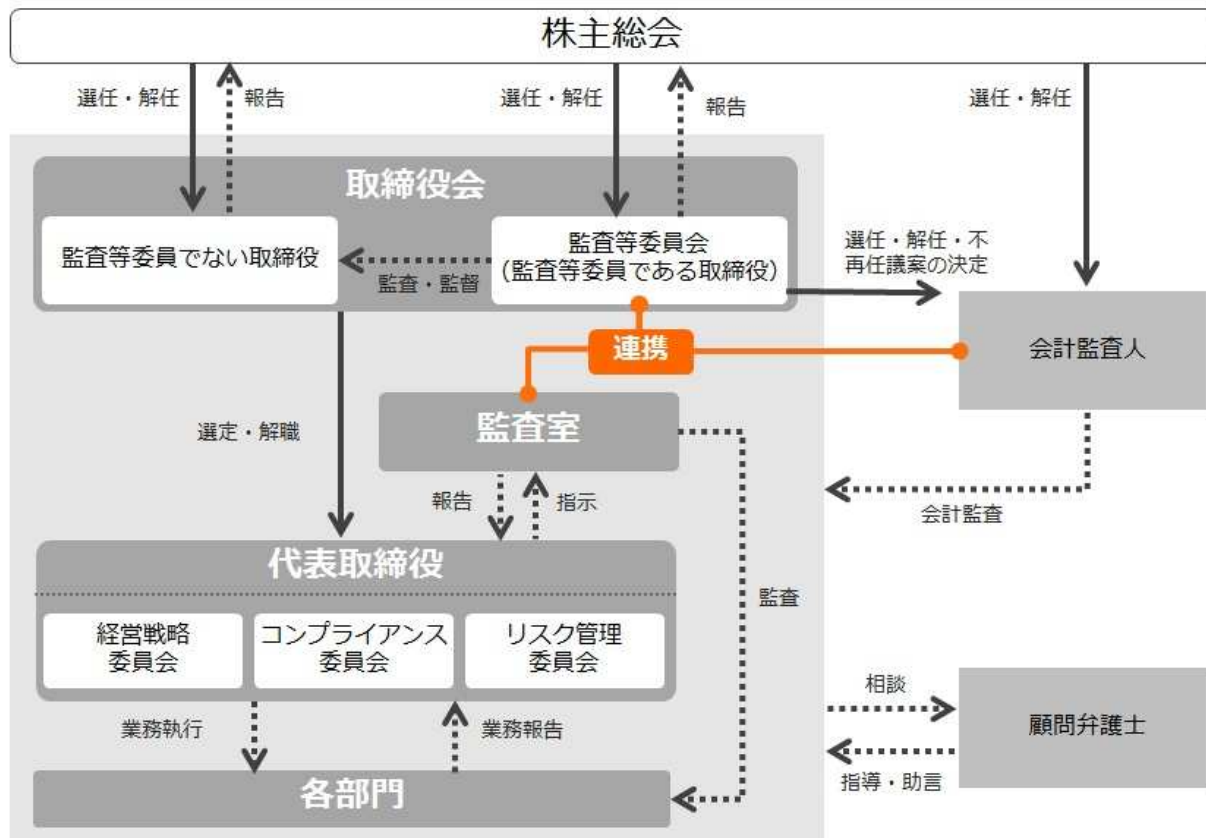 株主総会
選任・解任
報告
選任・解任
報告
選任・解任
取締役会
監査等委員でない取締役
監査・監督
監査等委員会
（監査等委員である取締役）
選任・解任・不
再任議案の決定
連携
会計監査人
監査室
選定・解職
報告
指示
会計監査
代表取締役
監査
経営戦略
委員会
コンプライアンス
委員会
リスク管理
委員会
相談
顧問弁護士
業務執行
業務報告
指導・助言
各部門